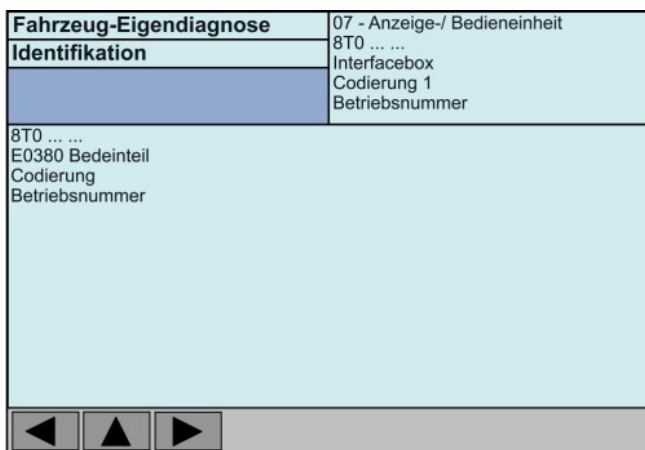 Fahrzeug-Eigendiagnose
Identifikation
07 - Anzeige-/ Bedieneinheit
8T0 ... ...
Interfacebox
Codierung 1
Betriebsnummer
8T0 ... ...
E0380 Bedeinteil
Codierung
Betriebsnummer